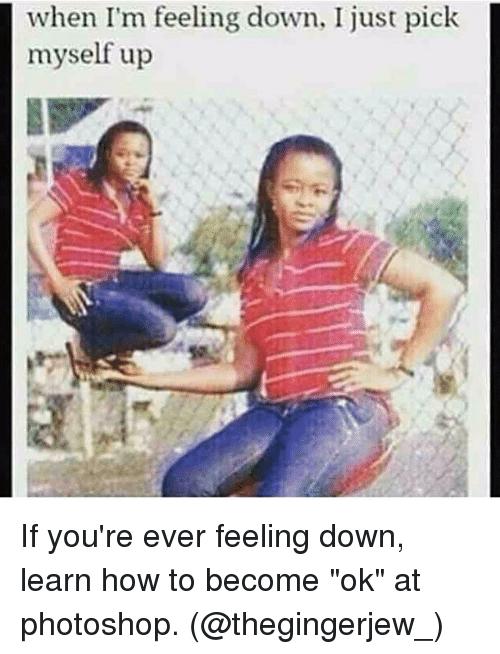 when I'm feeling down, I just pick
myself up
If you're ever feeling down,
learn how to become "ok" at
photoshop. (@thegingerjew_)